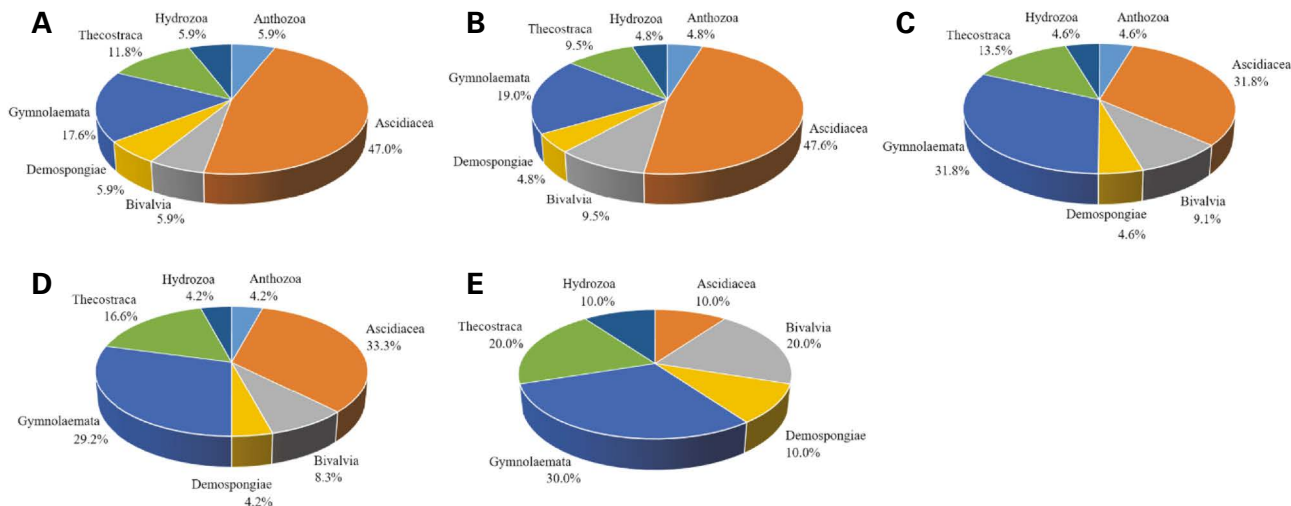 A
Hydrozoa
5.9%
Anthozoa
5.9%
Thecostraca
11.8%
Gymnolaemata
17.6%
Demospongiae
5.9%
Bivalvia
5.9%
Ascidiacea
47.0%
B
Hydrozoa
4.8%
Anthozoa
4.8%
Thecostraca
9.5%
Gymnolaemata
19.0%
Demospongiae
4.8%
Bivalvia
9.5%
Ascidiacea
47.6%
C
Hydrozoa
4.6%
Anthozoa
4.6%
Thecostraca
13.5%
Ascidiacea
31.8%
Gymnolaemata
31.8%
Demospongiae
4.6%
Bivalvia
9.1%
D
Hydrozoa
4.2%
Anthozoa
4.2%
Thecostraca
16.6%
Ascidiacea
33.3%
Gymnolaemata
29.2%
Demospongiae
4.2%
Bivalvia
8.3%
E
Hydrozoa
10.0%
Ascidiacea
10.0%
Thecostraca
20.0%
Bivalvia
20.0%
Gymnolaemata
30.0%
Demospongiae
10.0%